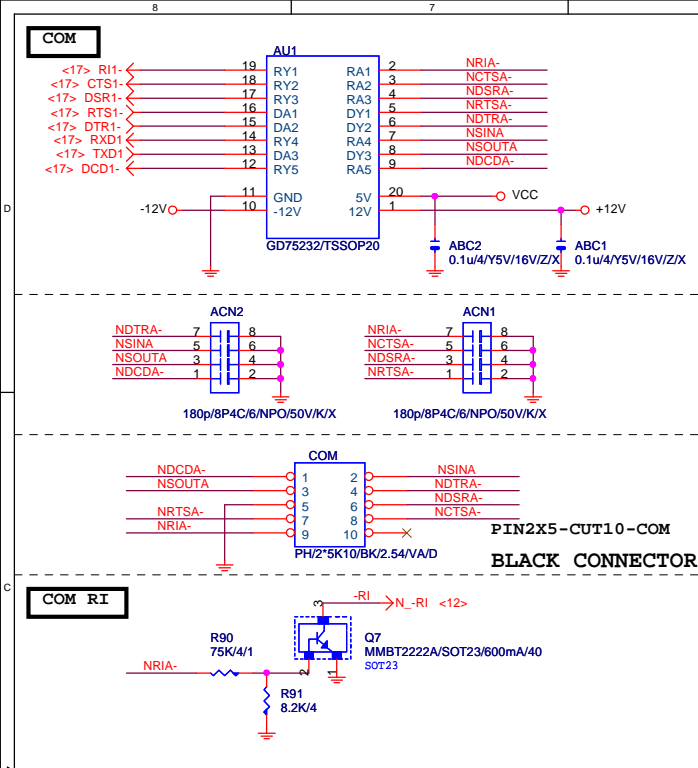 8 7
COM
AU1
<17> RI1- 19 RY1 RA1 2 NRIA-
<17> CTS1- 18 RY2 RA2 3 NCTSA-
<17> DSR1- 17 RY3 RA3 4 NDSRA-
<17> RTS1- 16 DA1 DY1 5 NRTSA-
<17> DTR1- 15 DA2 DY2 6 NDTRA-
<17> RXD1 14 RY4 RA4 7 NSINA
<17> TXD1 13 DA3 DY3 8 NSOUTA
<17> DCD1- 12 RY5 RA5 9 NDCDA-
11 GND 5V 20 VCC
D -12V 10 -12V 12V 1 +12V
GD75232/TSSOP20
ABC2 ABC1
0.1u/4/Y5V/16V/Z/X 0.1u/4/Y5V/16V/Z/X
ACN2 ACN1
NDTRA- 7 8 NRIA- 7 8
NSINA 5 6 NCTSA- 5 6
NSOUTA 3 4 NDSRA- 3 4
NDCDA- 1 2 NRTSA- 1 2
180p/8P4C/6/NPO/50V/K/X 180p/8P4C/6/NPO/50V/K/X
COM
NDCDA- 1 2 NSINA
NSOUTA 3 4 NDTRA-
5 6 NDSRA-
NRTSA- 7 8 NCTSA-
NRIA- 9 10
PIN2X5-CUT10-COM
PH/2*5K10/BK/2.54/VA/D
BLACK CONNECTOR
C
COM RI
3 -RI N_-RI <12>
R90
75K/4/1
Q7
MMBT2222A/SOT23/600mA/40
SOT23
NRIA- 2 1
R91
8.2K/4